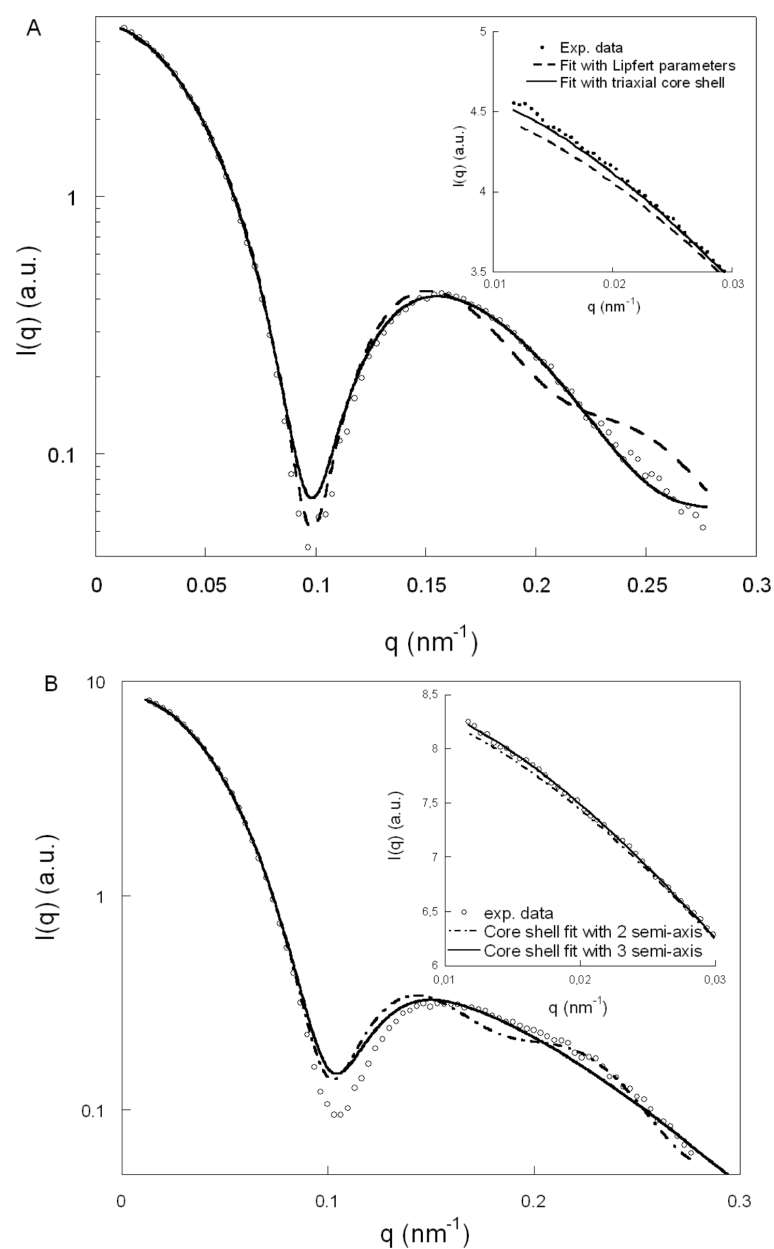 A
I(q) (a.u.)
1
0.1
0
0.05
0.1
0.15
0.2
0.25
0.3
q (nm-1)
5
4.5
4
3.5
I(q) (a.u.)
0.01
0.02
0.03
q (nm-1)
Exp. data
Fit with Lipfert parameters
Fit with triaxial core shell
B
I(q) (a.u.)
10
1
0.1
0
0.1
0.2
0.3
q (nm-1)
8,5
8
7,5
7
6,5
6
I(q) (a.u.)
0,01
0,02
0,03
q (nm-1)
exp. data
Core shell fit with 2 semi-axis
Core shell fit with 3 semi-axis